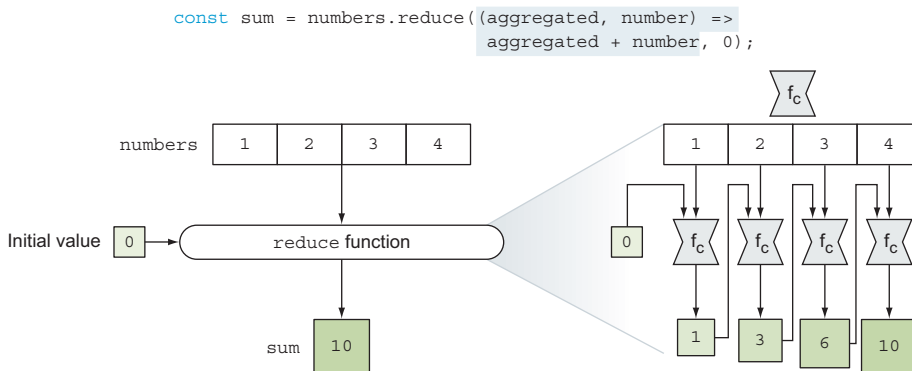 const sum = numbers.reduce((aggregated, number) =>
aggregated + number, 0);
fc
numbers 1 2 3 4
1 2 3 4
Initial value 0
reduce function
0 fc fc fc fc
sum 10
1 3 6 10